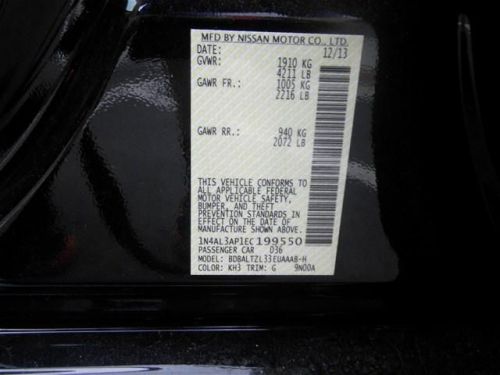 MFD BY NISSAN MOTOR CO., LTD.
DATE: 12/13
GVWR: 1910 KG
4211 LB
GAWR FR.: 1005 KG
2216 LB
GAWR RR.: 940 KG
2072 LB
THIS VEHICLE CONFORMS TO
ALL APPLICABLE FEDERAL
MOTOR VEHICLE SAFETY,
BUMPER, AND THEFT
PREVENTION STANDARDS IN
EFFECT ON THE DATE OF
MANUFACTURE SHOWN ABOVE.
1N4AL3AP1EC199550
PASSENGER CAR 036
MODEL: BDBALTZL33EUAAAB-H
COLOR: KH3 TRIM: G 9N00A